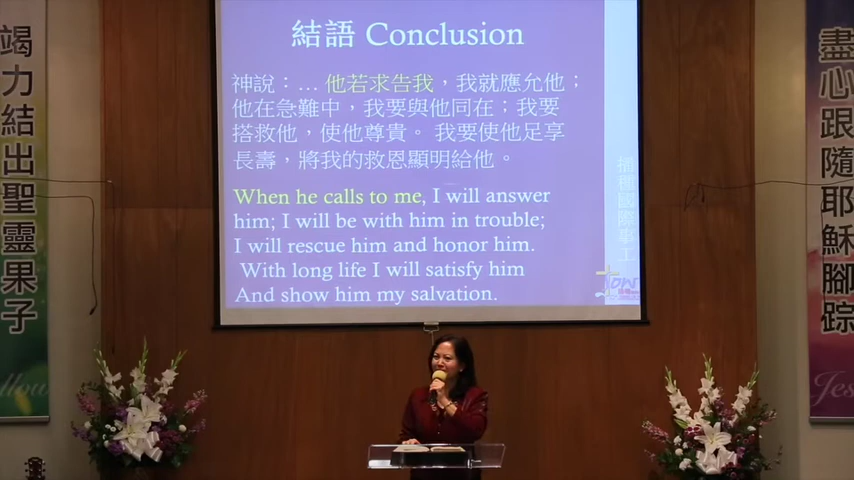 結語 Conclusion
神說：… 他若求告我，我就應允他；
他在急難中，我要與他同在；我要
搭救他，使他尊貴。 我要使他足享
長壽，將我的救恩顯明給他。
When he calls to me, I will answer
him; I will be with him in trouble;
I will rescue him and honor him.
With long life I will satisfy him
And show him my salvation.
竭力結出聖靈果子
盡心跟隨耶穌腳踪